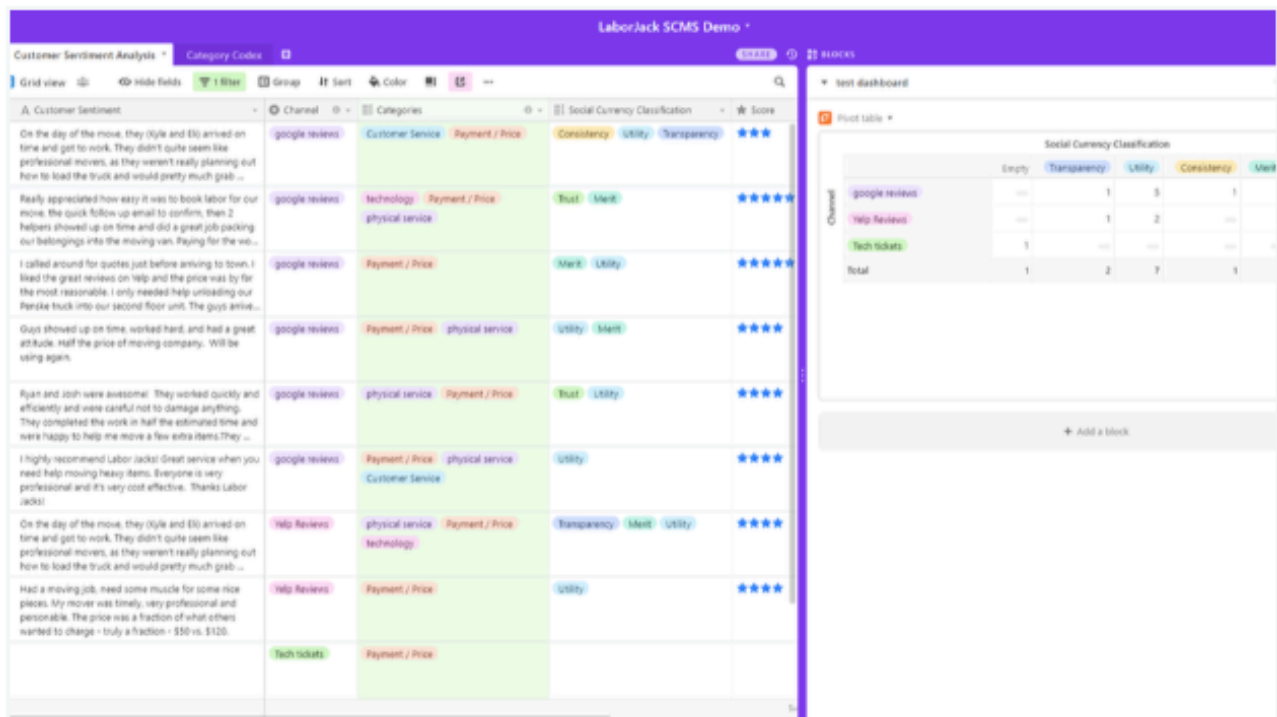 LaborJack SCMS Demo
Customer Sentiment Analysis
Category Codex
SHARE
BLOCKS
Grid view
Hide fields
1 filter
Group
Sort
Color
test dashboard
Customer Sentiment
Channel
Categories
Social Currency Classification
Score
On the day of the move, they (Kyle and Eli) arrived on
time and got to work. They didn't quite seem like
professional movers, as they weren't really planning out
how to load the truck and would pretty much grab ...
google reviews
Customer Service Payment / Price
Consistency Utility Transparency
Really appreciated how easy it was to book labor for our
move, the quick follow up email to confirm, then 2
helpers showed up on time and did a great job packing
our belongings into the moving van. Paying for the wo...
google reviews
technology Payment / Price
physical service
Trust Merit
I called around for quotes just before arriving to town. I
liked the great reviews on Yelp and the price was by far
the most reasonable. I only needed help unloading our
Penske truck into our second floor unit. The guys arrive...
google reviews
Payment / Price
Merit Utility
Guys showed up on time, worked hard, and had a great
attitude. Half the price of moving company. Will be
using again.
google reviews
Payment / Price physical service
Utility Merit
Ryan and Josh were awesome! They worked quickly and
efficiently and were careful not to damage anything.
They completed the work in half the estimated time and
were happy to help me move a few extra items.They ...
google reviews
physical service Payment / Price
Trust Utility
I highly recommend Labor Jacks! Great service when you
need help moving heavy items. Everyone is very
professional and it's very cost effective. Thanks Labor
Jacks!
google reviews
Payment / Price physical service
Customer Service
Utility
On the day of the move, they (Kyle and Eli) arrived on
time and got to work. They didn't quite seem like
professional movers, as they weren't really planning out
how to load the truck and would pretty much grab ...
Yelp Reviews
physical service Payment / Price
technology
Transparency Merit Utility
Had a moving job, need some muscle for some nice
pieces. My mover was timely, very professional and
personable. The price was a fraction of what others
wanted to charge - truly a fraction - $50 vs. $120.
Yelp Reviews
Payment / Price
Utility
Tech tickets
Payment / Price
Pivot table
Social Currency Classification
Empty Transparency Utility Consistency Merit
Channel
google reviews 1 5 1
Yelp Reviews 1 2
Tech tickets 1
Total 1 2 7 1
+ Add a block